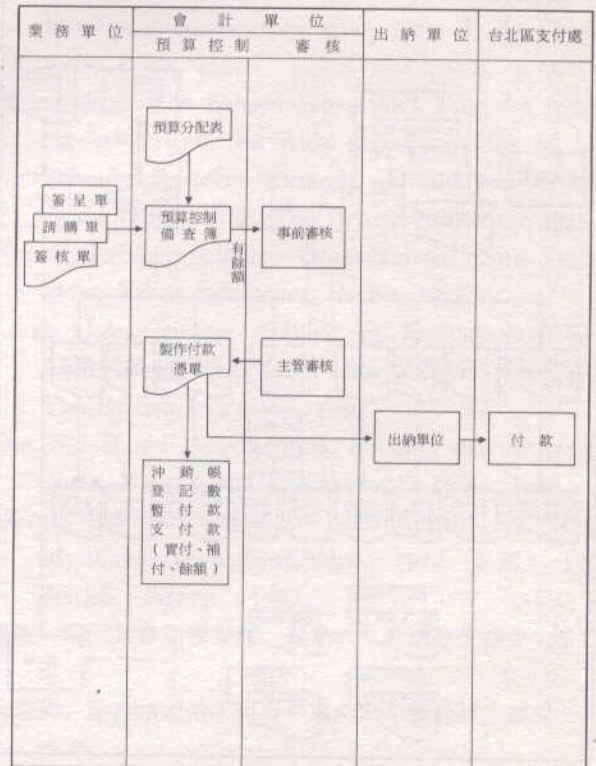 業務單位
會計單位
預算控制
審核
出納單位
台北區支付處
預算分配表
簽呈單
請購單
簽核單
預算控制
備查簿
有餘額
事前審核
製作付款
憑單
主管審核
出納單位
付款
沖銷帳
登記數
暫付款
支付款
(實付、補
付、餘額)